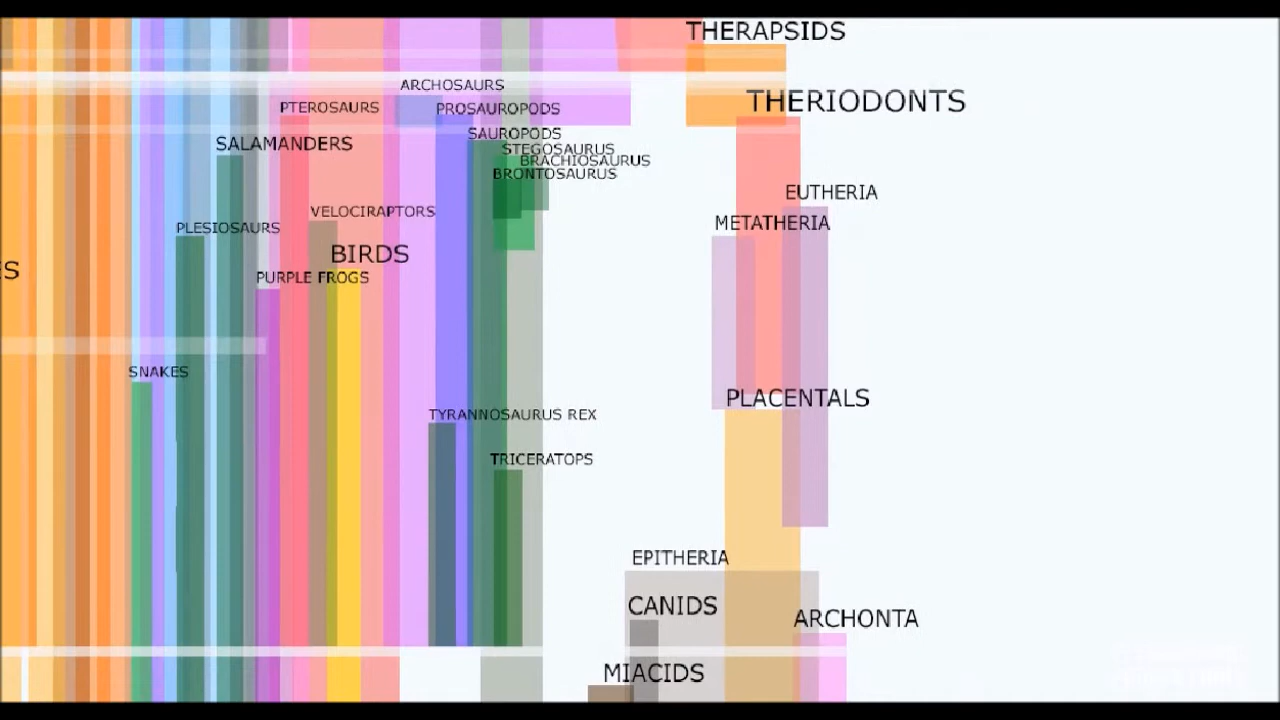 THERAPSIDS
ARCHOSAURS
THERIODONTS
PTEROSAURS
PROSAUROPODS
SAUROPODS
SALAMANDERS
STEGOSAURUS
BRACHIOSAURUS
BRONTOSAURUS
EUTHERIA
VELOCIRAPTORS
METATHERIA
PLESIOSAURS
BIRDS
ES
PURPLE FROGS
SNAKES
PLACENTALS
TYRANNOSAURUS REX
TRICERATOPS
EPITHERIA
CANIDS
ARCHONTA
MIACIDS